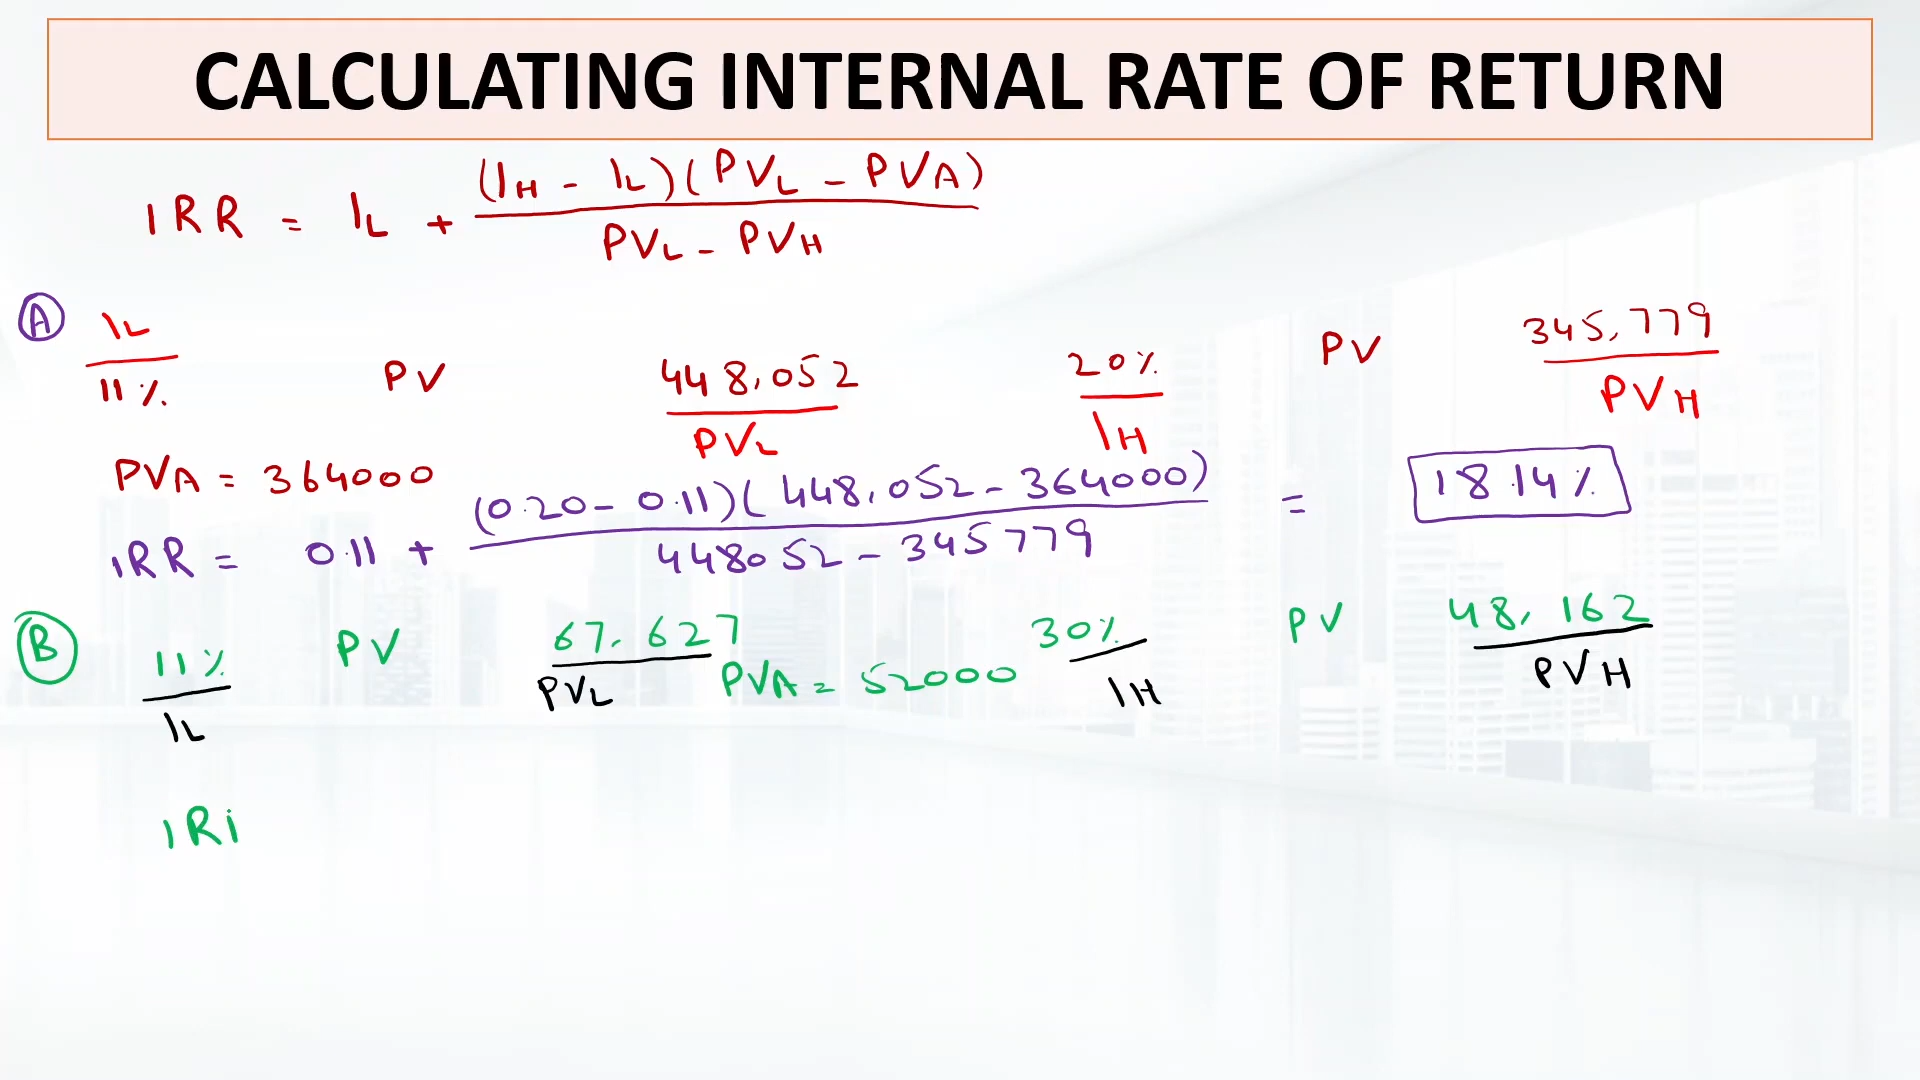 CALCULATING INTERNAL RATE OF RETURN
(IH - IL)(PVL - PVA)
IRR = IL +
PVL - PVH
A IL
11% PV 448,052 20% PV 345,779
PVL IH PVH
PVA = 364000
(0.20 - 0.11)(448,052 - 364000)
IRR = 0.11 + = 18.14%
448052 - 345779
B 11% PV 67,627 PVA = 52000 30% PV 48,162
IL PVL IH PVH
IRi